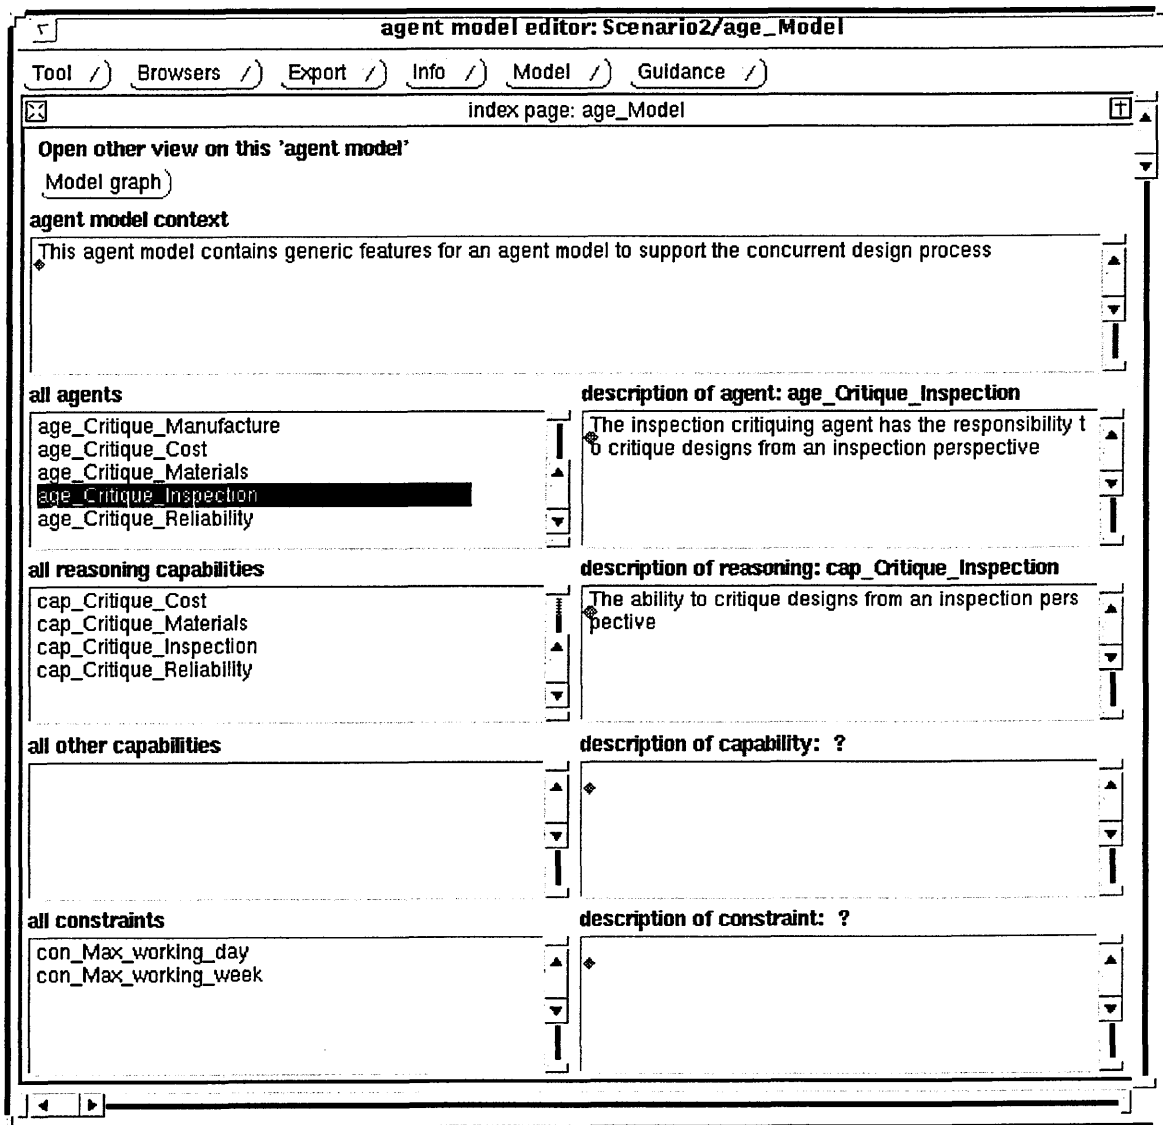 agent model editor: Scenario2/age_Model
Tool Browsers Export Info Model Guidance
index page: age_Model
Open other view on this 'agent model'
Model graph
agent model context
This agent model contains generic features for an agent model to support the concurrent design process
all agents
age_Critique_Manufacture
age_Critique_Cost
age_Critique_Materials
age_Critique_Inspection
age_Critique_Reliability
description of agent: age_Critique_Inspection
The inspection critiquing agent has the responsibility t
o critique designs from an inspection perspective
all reasoning capabilities
cap_Critique_Cost
cap_Critique_Materials
cap_Critique_Inspection
cap_Critique_Reliability
description of reasoning: cap_Critique_Inspection
The ability to critique designs from an inspection pers
pective
all other capabilities
description of capability: ?
all constraints
con_Max_working_day
con_Max_working_week
description of constraint: ?